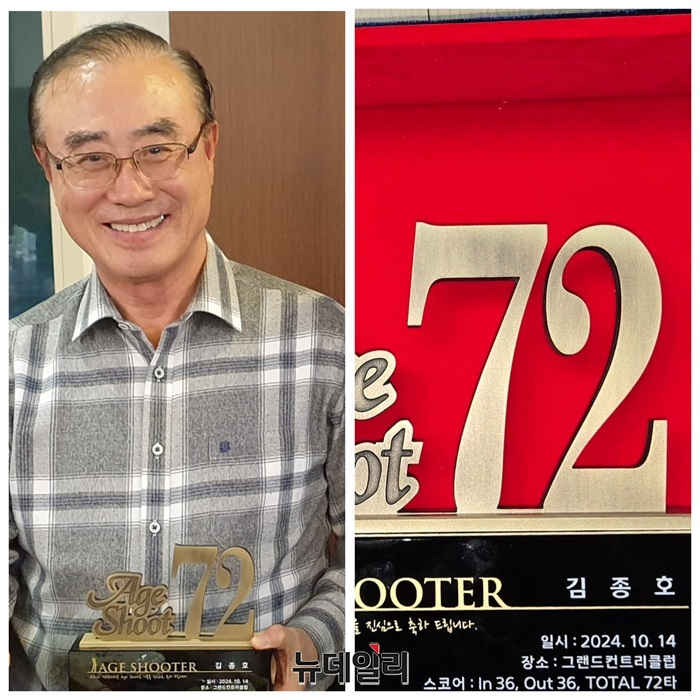 Age
Shoot 72
AGE SHOOTER 김 종 호
일시 : 2024. 10. 14
장소 : 그랜드컨트리클럽
뉴데일리
72
e
oot
HOOTER 김 종 호
진심으로 축하 드립니다.
일시 : 2024. 10. 14
장소 : 그랜드컨트리클럽
스코어 : In 36, Out 36, TOTAL 72타